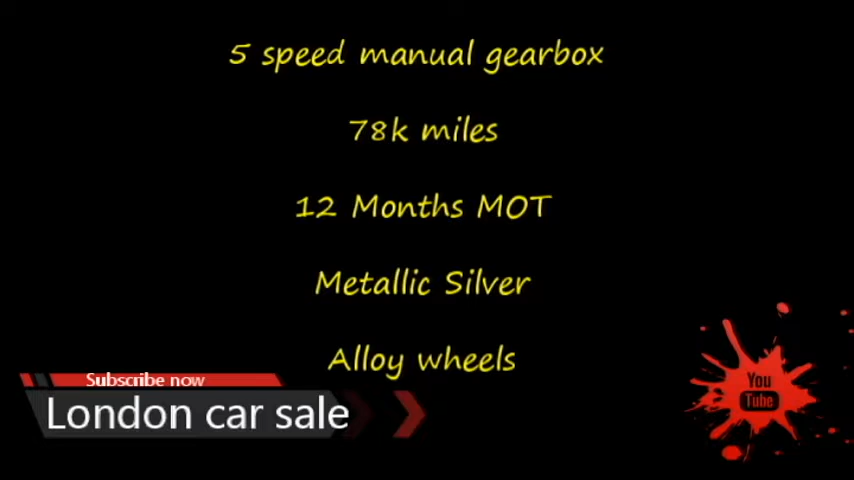 5 speed manual gearbox
78k miles
12 Months MOT
Metallic Silver
Alloy wheels
Subscribe now
London car sale
You
Tube